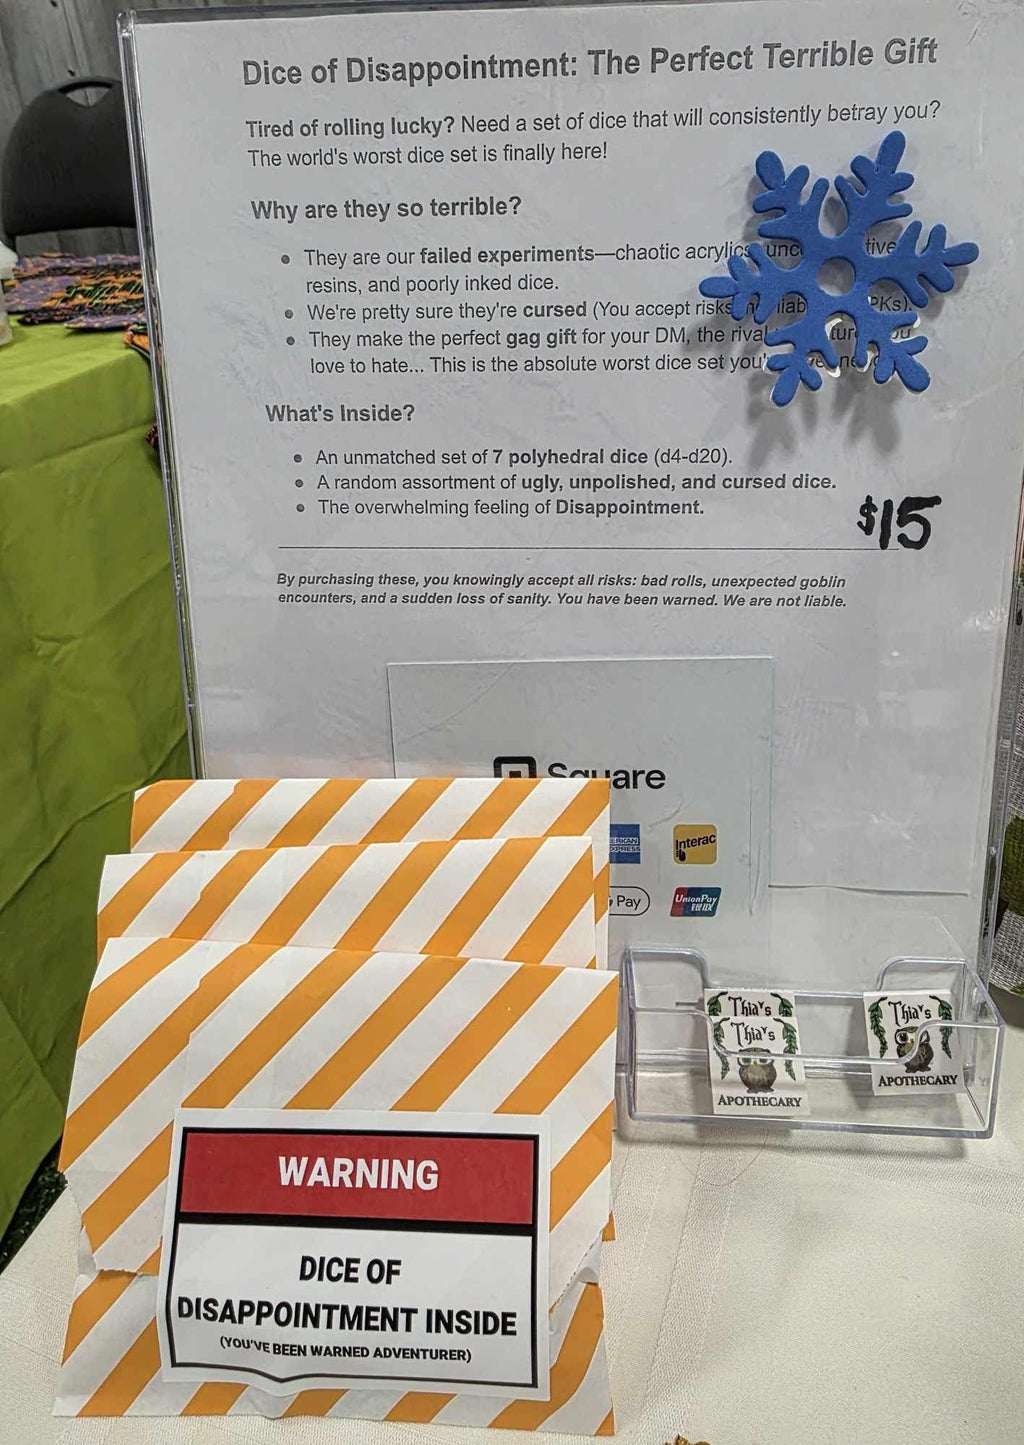 Dice of Disappointment: The Perfect Terrible Gift
Tired of rolling lucky? Need a set of dice that will consistently betray you?
The world's worst dice set is finally here!
Why are they so terrible?
They are our failed experiments—chaotic acrylics,
resins, and poorly inked dice.
We're pretty sure they're cursed (You accept risks
They make the perfect gag gift for your DM, the rival
love to hate... This is the absolute worst dice set
What's Inside?
An unmatched set of 7 polyhedral dice (d4-d20).
A random assortment of ugly, unpolished, and cursed dice.
The overwhelming feeling of Disappointment.
$15
By purchasing these, you knowingly accept all risks: bad rolls, unexpected goblin
encounters, and a sudden loss of sanity. You have been warned. We are not liable.
Square
Interac
Pay
UnionPay
Thia's
Thia's
APOTHECARY
Thia's
APOTHECARY
WARNING
DICE OF
DISAPPOINTMENT INSIDE
(YOU'VE BEEN WARNED ADVENTURER)